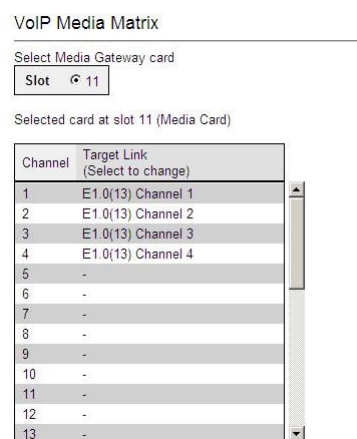 VoIP Media Matrix
Select Media Gateway card
Slot 11
Selected card at slot 11 (Media Card)
Channel Target Link
(Select to change)
1 E1.0(13) Channel 1
2 E1.0(13) Channel 2
3 E1.0(13) Channel 3
4 E1.0(13) Channel 4
5 -
6 -
7 -
8 -
9 -
10 -
11 -
12 -
13 -